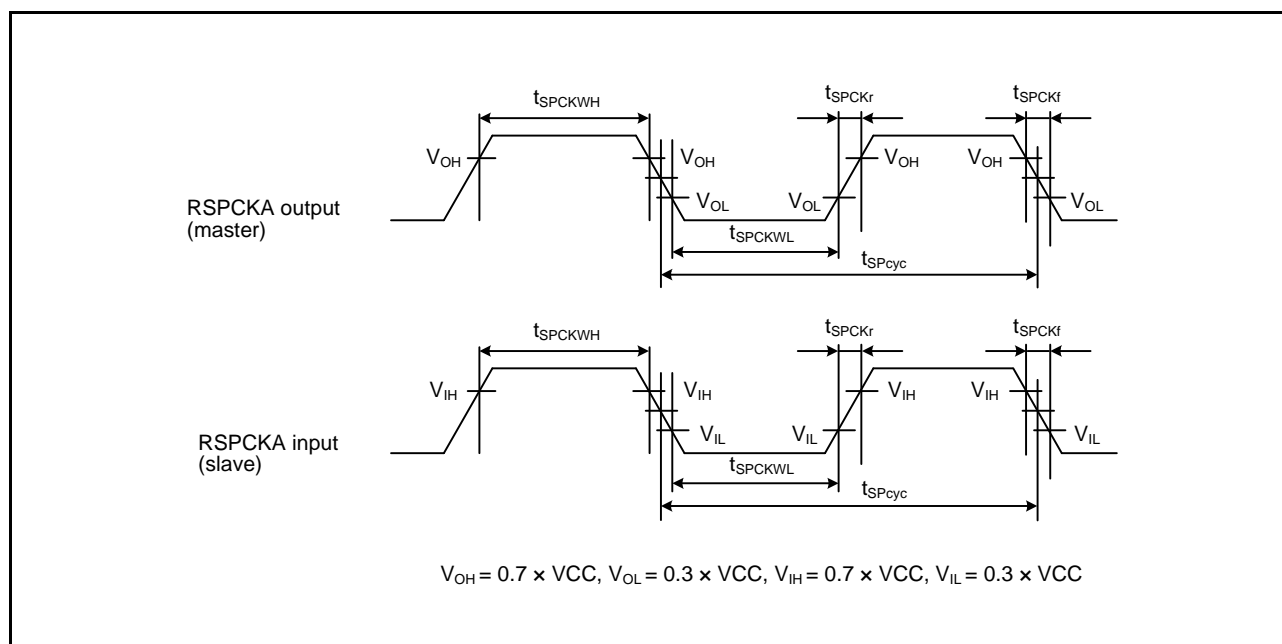 tSPCKWH tSPCKr tSPCKf
VOH VOH VOH VOH
RSPCKA output
(master)
VOL VOL VOL
tSPCKWL
tSPcyc
tSPCKWH tSPCKr tSPCKf
VIH VIH VIH VIH
RSPCKA input
(slave)
VIL VIL VIL
tSPCKWL
tSPcyc
VOH = 0.7 × VCC, VOL = 0.3 × VCC, VIH = 0.7 × VCC, VIL = 0.3 × VCC